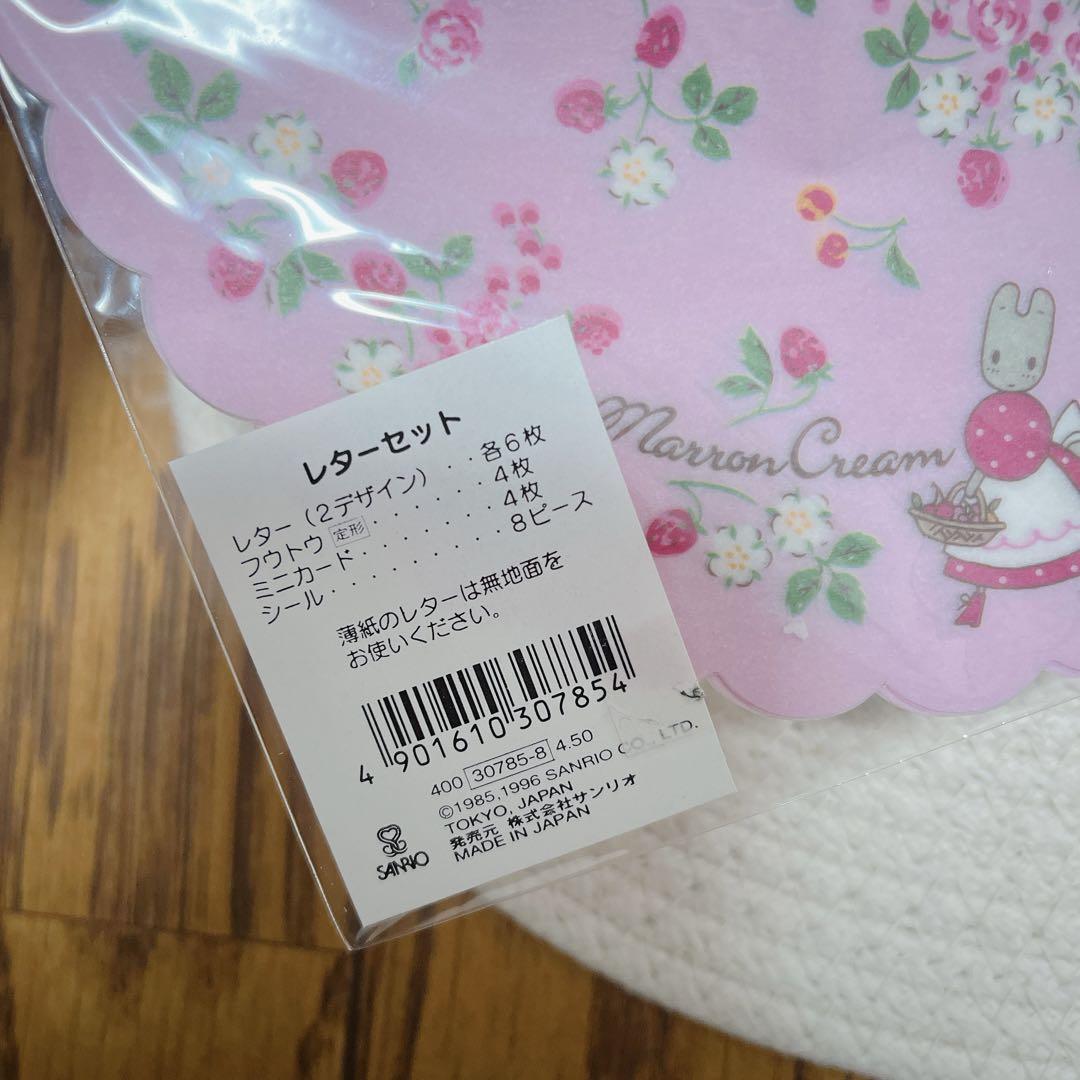 Marron Cream
レターセット
レター(2デザイン)・・各6枚
フウトウ 定形・・・・・・・4枚
ミニカード・・・・・・・・4枚
シール・・・・・・・・・8ピース
薄紙のレターは無地面を
お使いください。
4 901610 307854
400 30785-8 4.50
©1985,1996 SANRIO CO., LTD.
TOKYO, JAPAN
発売元 株式会社サンリオ
MADE IN JAPAN
SANRIO